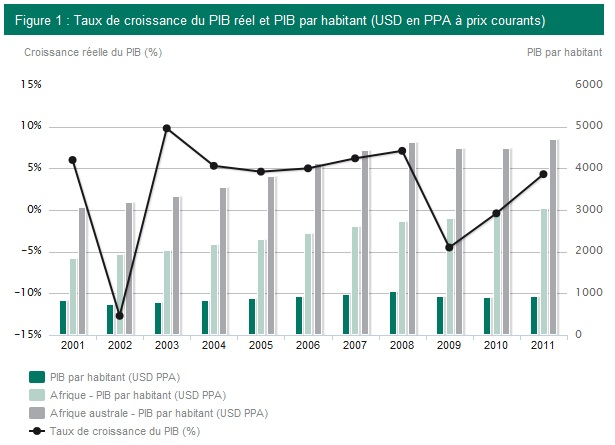 Figure 1 : Taux de croissance du PIB réel et PIB par habitant (USD en PPA à prix courants)
Croissance réelle du PIB (%) PIB par habitant
15% 6000
10% 5000
5% 4000
0% 3000
−5% 2000
−10% 1000
−15% 0
2001 2002 2003 2004 2005 2006 2007 2008 2009 2010 2011
PIB par habitant (USD PPA)
Afrique - PIB par habitant (USD PPA)
Afrique australe - PIB par habitant (USD PPA)
Taux de croissance du PIB (%)